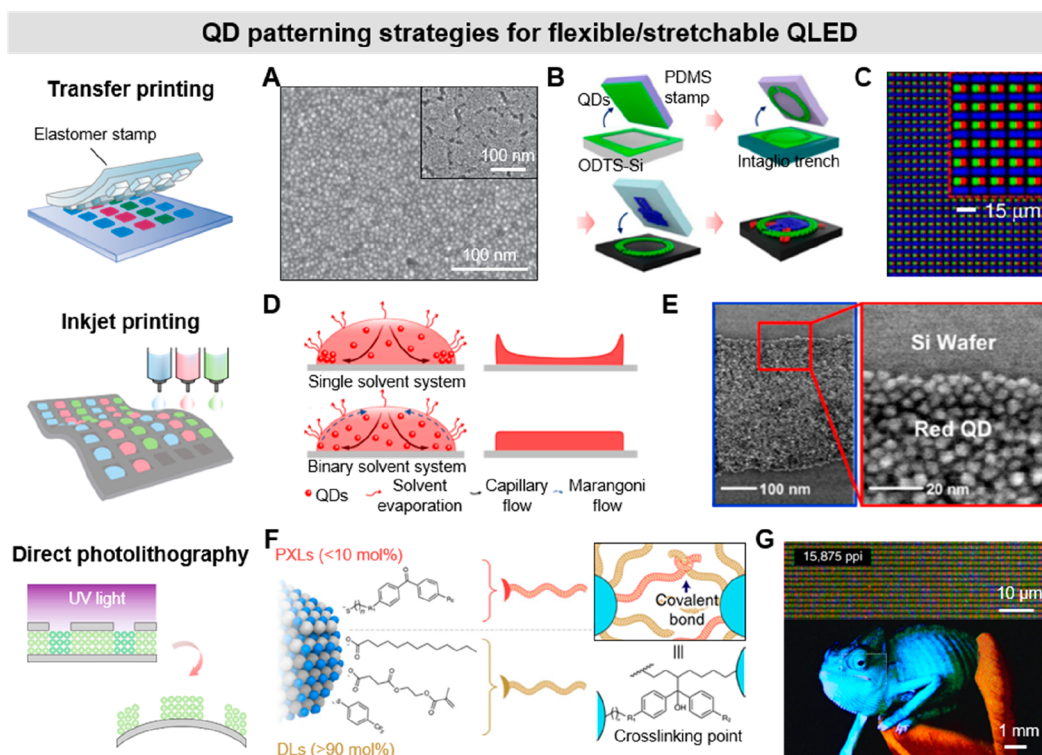 QD patterning strategies for flexible/stretchable QLED
Transfer printing
Elastomer stamp
A
100 nm
100 nm
B
QDs
PDMS
stamp
ODTS-Si
Intaglio trench
C
15 μm
Inkjet printing
D
Single solvent system
Binary solvent system
QDs
Solvent
evaporation
Capillary
flow
Marangoni
flow
E
Si Wafer
Red QD
100 nm
20 nm
Direct photolithography
UV light
F
PXLs (<10 mol%)
DLs (>90 mol%)
Covalent
bond
OH
Crosslinking point
G
15,875 ppi
10 μm
1 mm